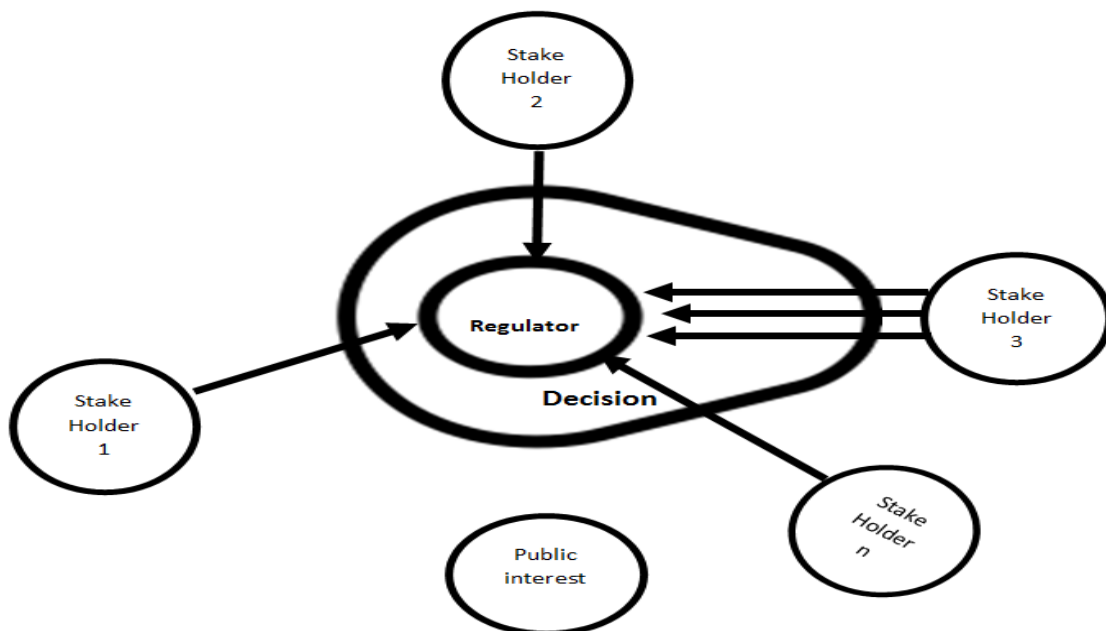 Stake
Holder
2
Stake
Holder
3
Regulator
Decision
Stake
Holder
1
Stake
Holder
n
Public
interest